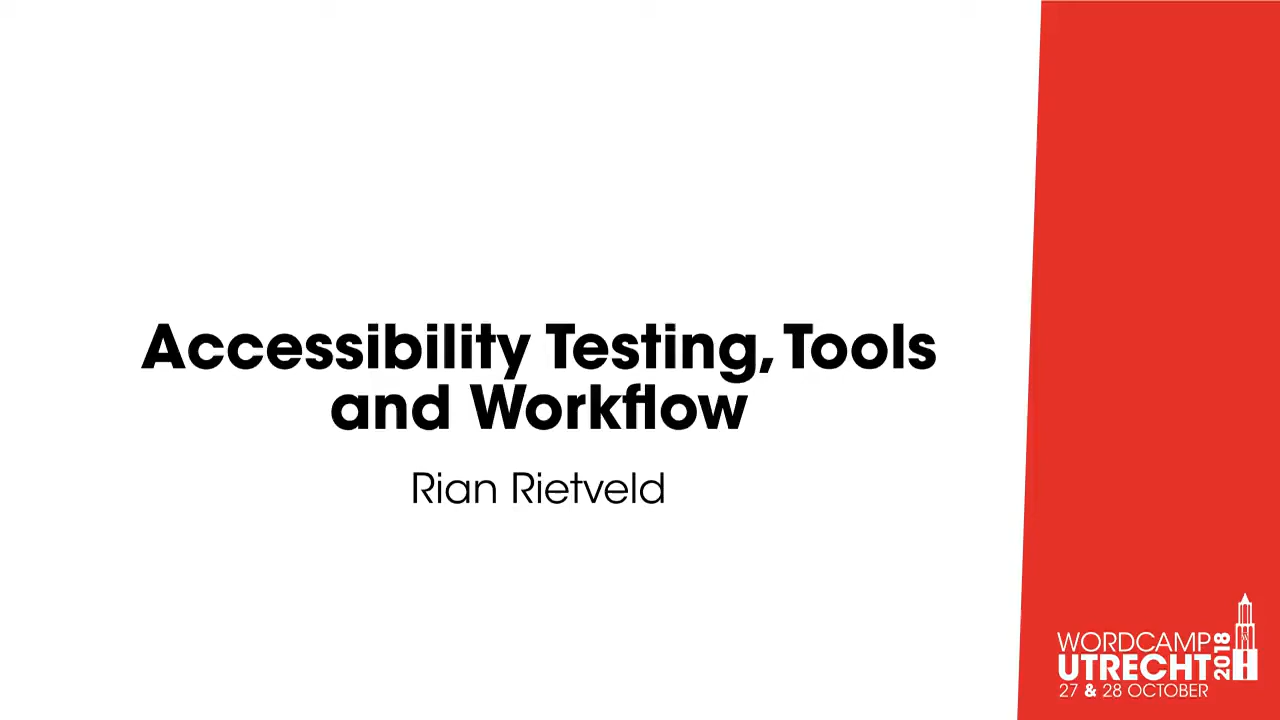 Accessibility Testing, Tools
and Workflow
Rian Rietveld
WORDCAMP
UTRECHT 2018
27 & 28 OCTOBER